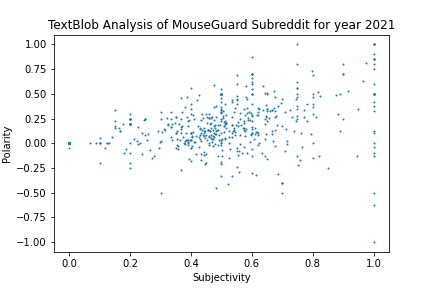 TextBlob Analysis of MouseGuard Subreddit for year 2021
1.00
0.75
0.50
0.25
0.00
−0.25
−0.50
−0.75
−1.00
Polarity
0.0 0.2 0.4 0.6 0.8 1.0
Subjectivity